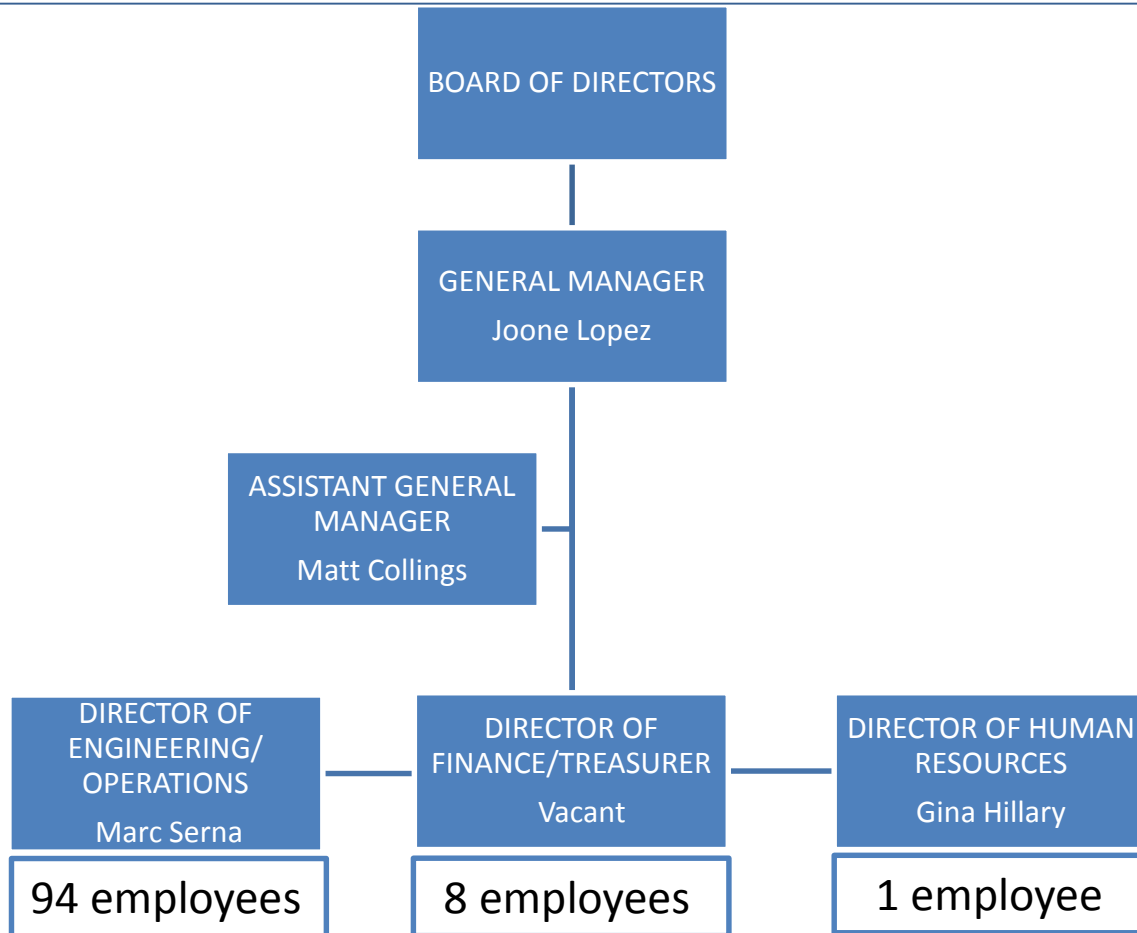 BOARD OF DIRECTORS
GENERAL MANAGER
Joone Lopez
ASSISTANT GENERAL
MANAGER
Matt Collings
DIRECTOR OF
ENGINEERING/
OPERATIONS
Marc Serna
94 employees
DIRECTOR OF
FINANCE/TREASURER
Vacant
8 employees
DIRECTOR OF HUMAN
RESOURCES
Gina Hillary
1 employee